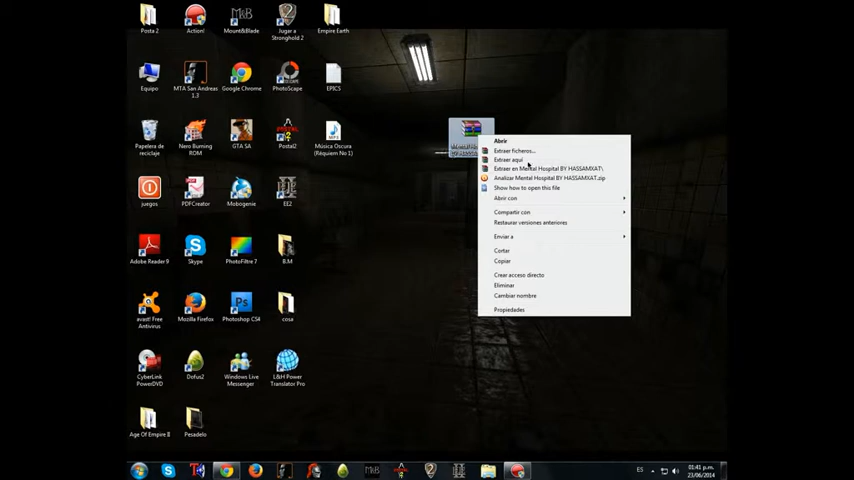 Posta 2
Action!
Mount&Blade
Jugar a
Stronghold 2
Empire Earth
Equipo
MTA San Andreas
1.3
Google Chrome
PhotoScape
EPICS
Papelera de
reciclaje
Nero Burning
ROM
GTA SA
Postal2
Música Oscura
(Réquiem No 1)
juegos
PDFCreator
Mobogenie
EE2
Adobe Reader 9
Skype
PhotoFiltre 7
B.M
avast! Free
Antivirus
Mozilla Firefox
Photoshop CS4
cosa
CyberLink
PowerDVD
Dofus2
Windows Live
Messenger
L&H Power
Translator Pro
Age Of Empire II
Pesadelo
Abrir
Extraer ficheros...
Extraer aquí
Extraer en Mental Hospital BY HASSAMXAT\
Analizar Mental Hospital BY HASSAMXAT.zip
Show how to open this file
Abrir con
Compartir con
Restaurar versiones anteriores
Enviar a
Cortar
Copiar
Crear acceso directo
Eliminar
Cambiar nombre
Propiedades
ES
01:41 p.m.
23/06/2014